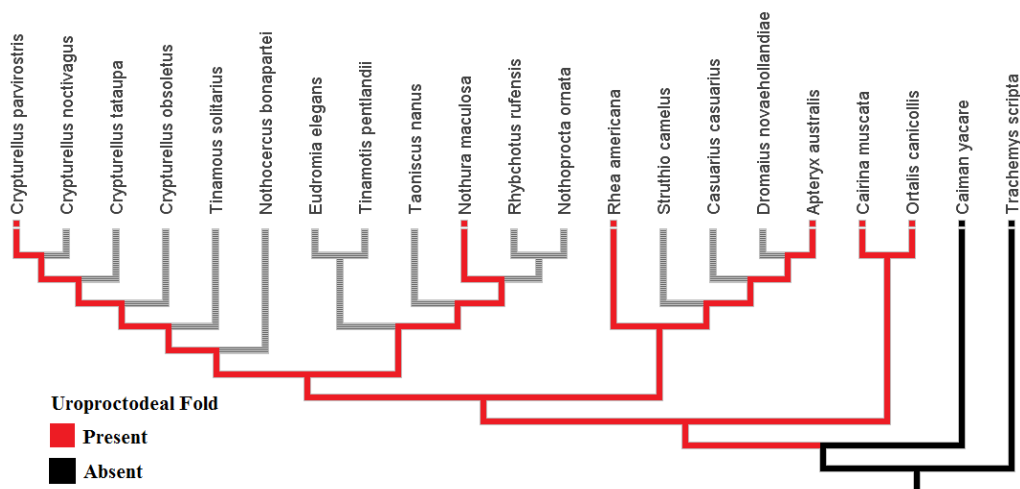 Crypturellus parvirostris
Crypturellus noctivagus
Crypturellus tataupa
Crypturellus obsoletus
Tinamous solitarius
Nothocercus bonapartei
Eudromia elegans
Tinamotis pentlandii
Taoniscus nanus
Nothura maculosa
Rhybchotus rufensis
Nothoprocta ornata
Rhea americana
Struthio camelus
Casuarius casuarius
Dromaius novaehollandiae
Apteryx australis
Cairina muscata
Ortalis canicollis
Caiman yacare
Trachemys scripta
Uroproctodeal Fold
Present
Absent